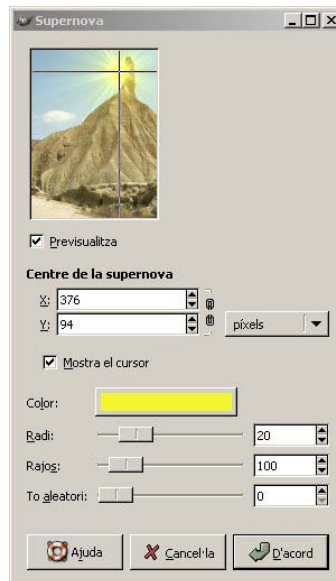 Supernova
Previsualitza
Centre de la supernova
X: 376
Y: 94
píxels
Mostra el cursor
Color:
Radi: 20
Rajos: 100
To aleatori: 0
Ajuda Cancel·la D'acord